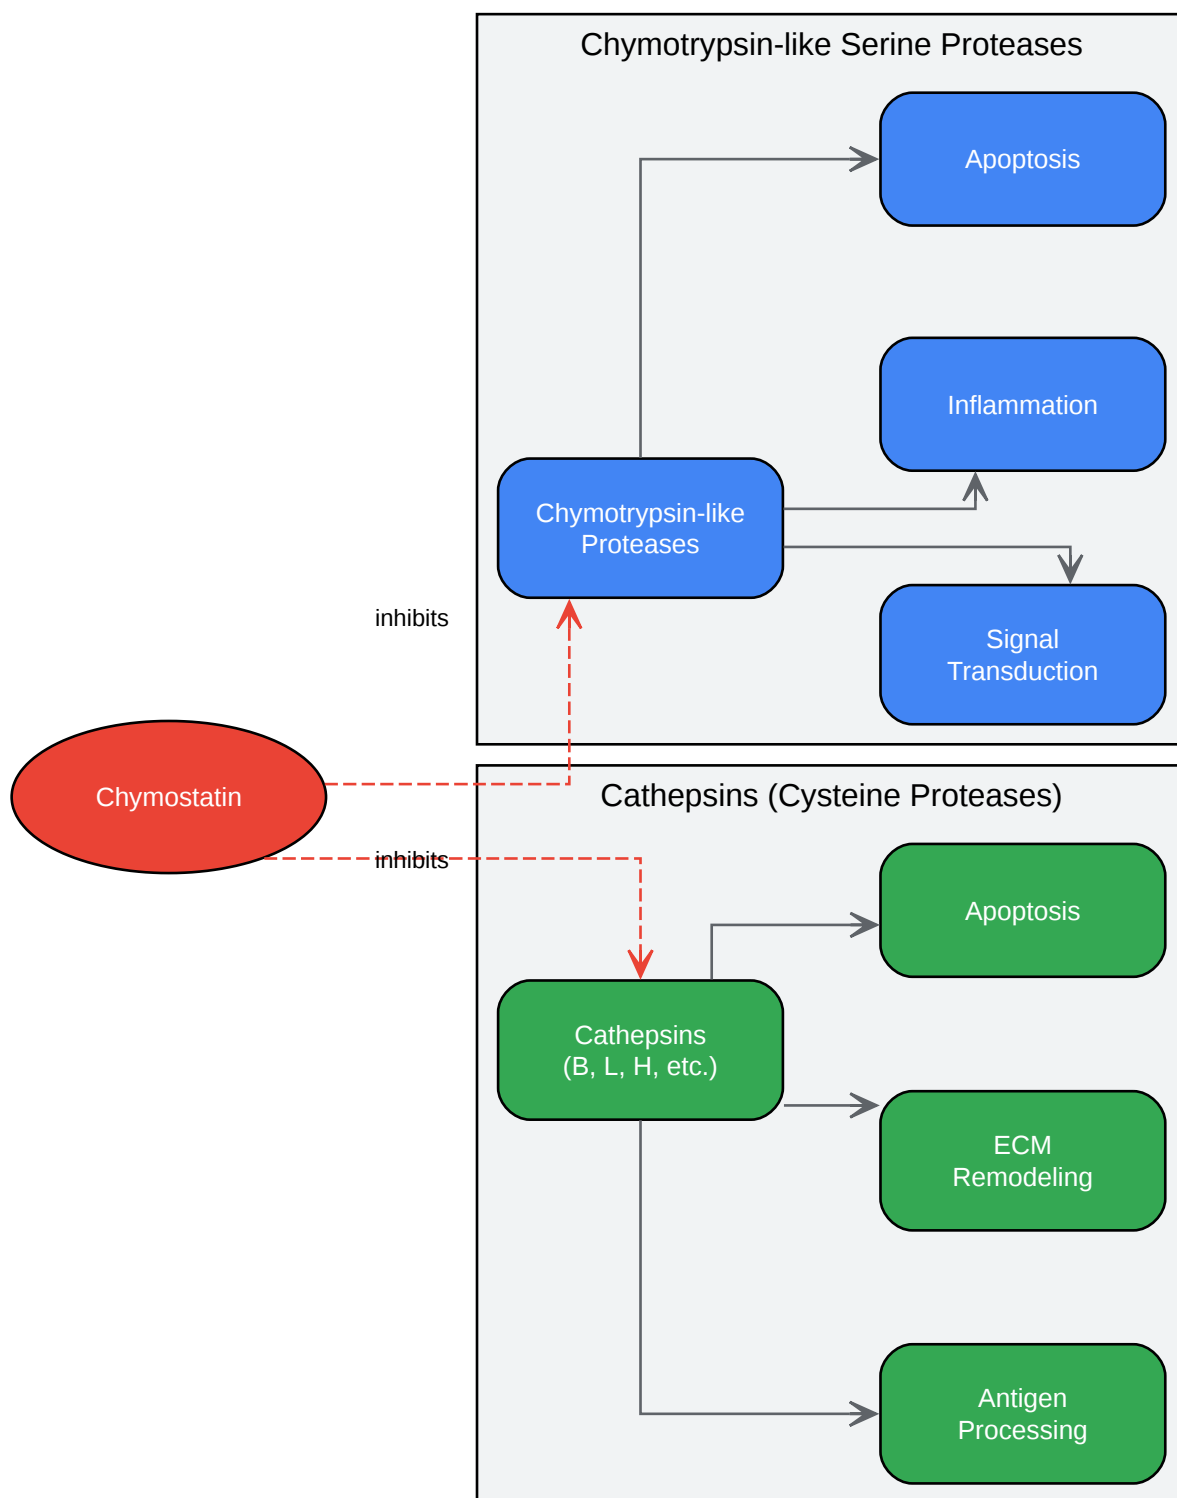 Chymotrypsin-like Serine Proteases
Apoptosis
Inflammation
Chymotrypsin-like
Proteases
inhibits
Signal
Transduction
Chymostatin
Cathepsins (Cysteine Proteases)
inhibits
Apoptosis
Cathepsins
(B, L, H, etc.)
ECM
Remodeling
Antigen
Processing